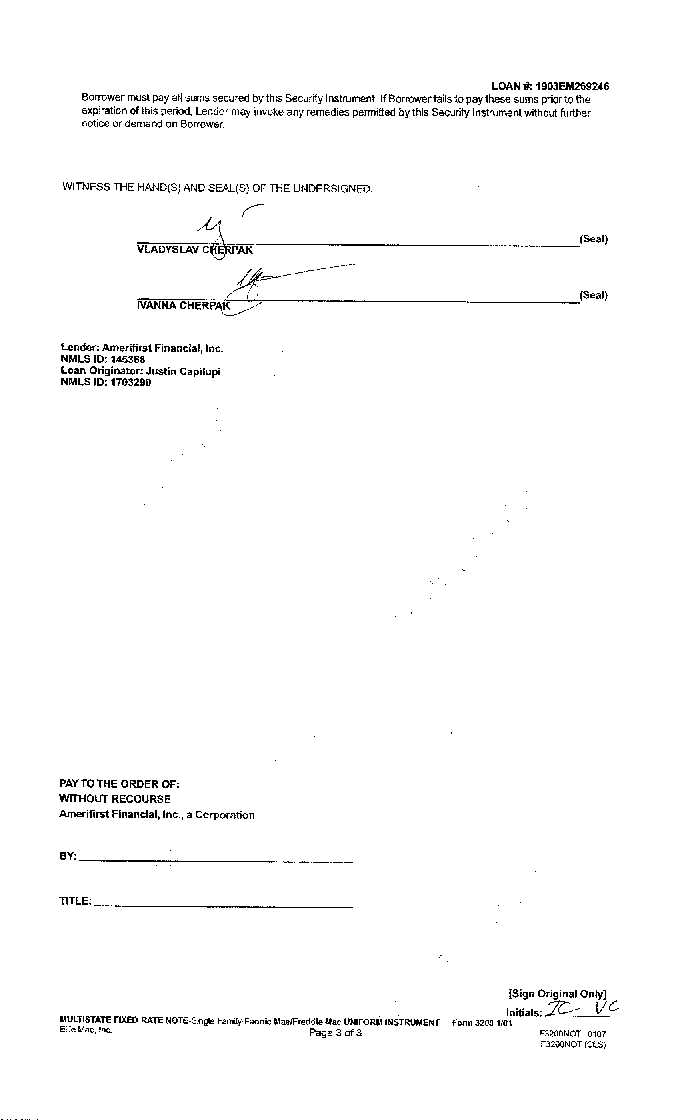 LOAN #: 1903EM269246
Borrower must pay all sums secured by this Security Instrument. If Borrower fails to pay these sums prior to the
expiration of this period, Lender may invoke any remedies permitted by this Security Instrument without further
notice or demand on Borrower.
WITNESS THE HAND(S) AND SEAL(S) OF THE UNDERSIGNED.
(Seal)
VLADYSLAV CHERPAK
(Seal)
IVANNA CHERPAK
Lender: Amerifirst Financial, Inc.
NMLS ID: 145368
Loan Originator: Justin Capilupi
NMLS ID: 1703290
PAY TO THE ORDER OF:
WITHOUT RECOURSE
Amerifirst Financial, Inc., a Corporation
BY:
TITLE:
[Sign Original Only]
Initials: IC VC
MULTISTATE FIXED RATE NOTE-Single Family-Fannie Mae/Freddie Mac UNIFORM INSTRUMENT Form 3200 1/01
Ellie Mae, Inc.
Page 3 of 3
F3200NOT 0107
F3200NOT (CLS)